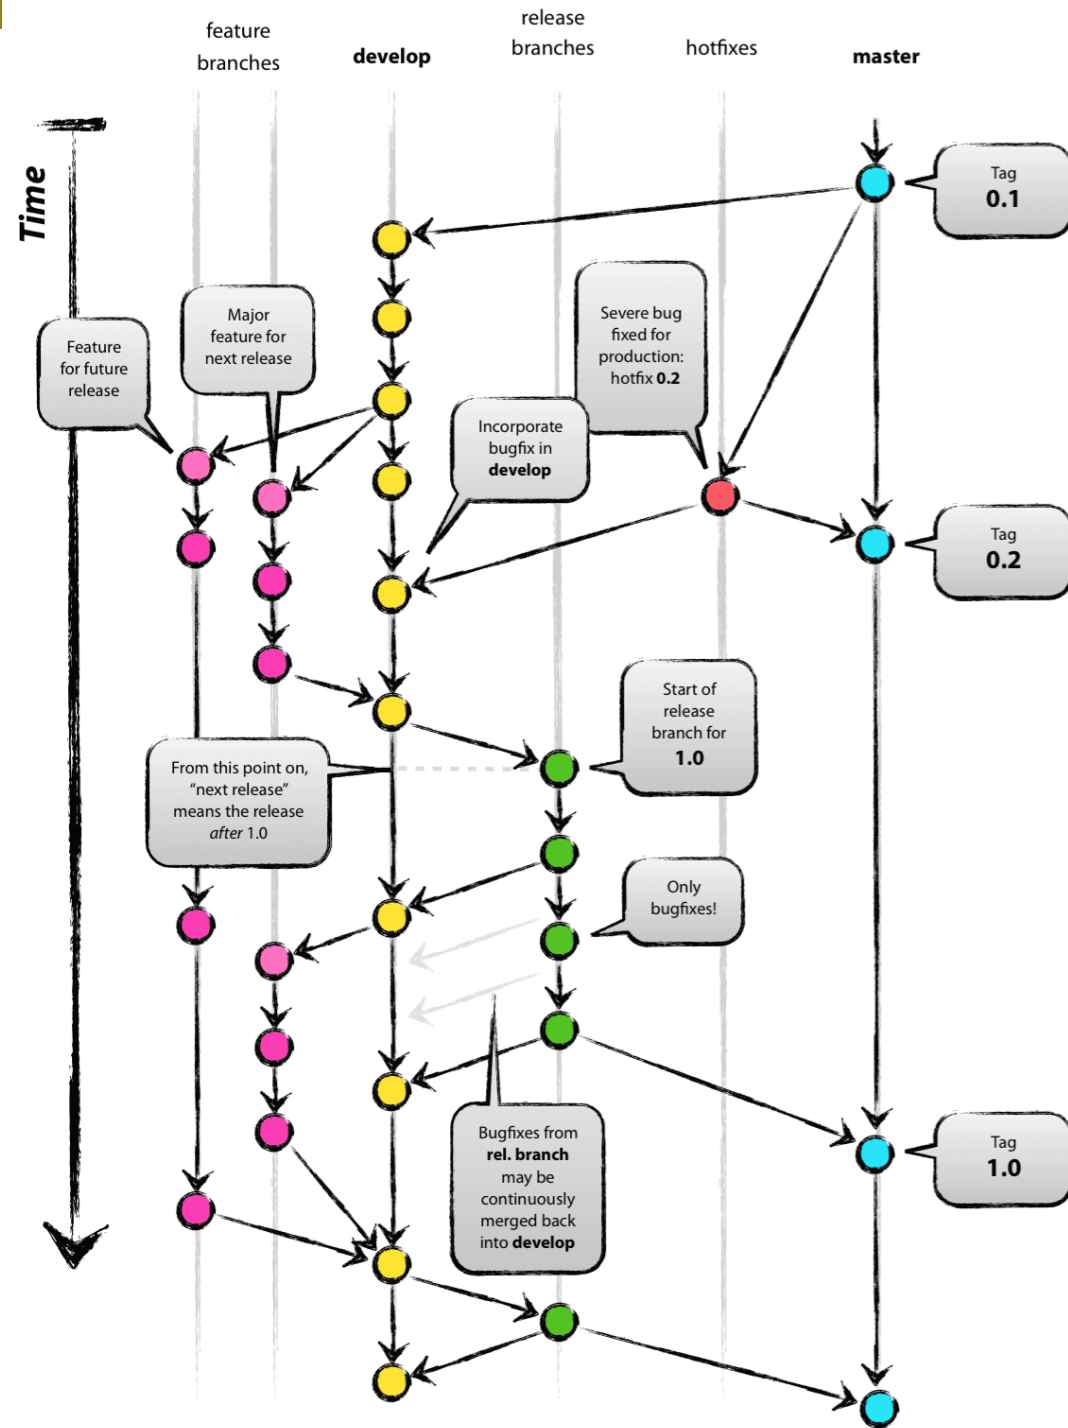 feature
branches
develop
release
branches
hotfixes
master
Time
Tag
0.1
Major
feature for
next release
Feature
for future
release
Severe bug
fixed for
production:
hotfix 0.2
Incorporate
bugfix in
develop
Tag
0.2
Start of
release
branch for
1.0
From this point on,
“next release”
means the release
after 1.0
Only
bugfixes!
Bugfixes from
rel. branch
may be
continuously
merged back
into develop
Tag
1.0